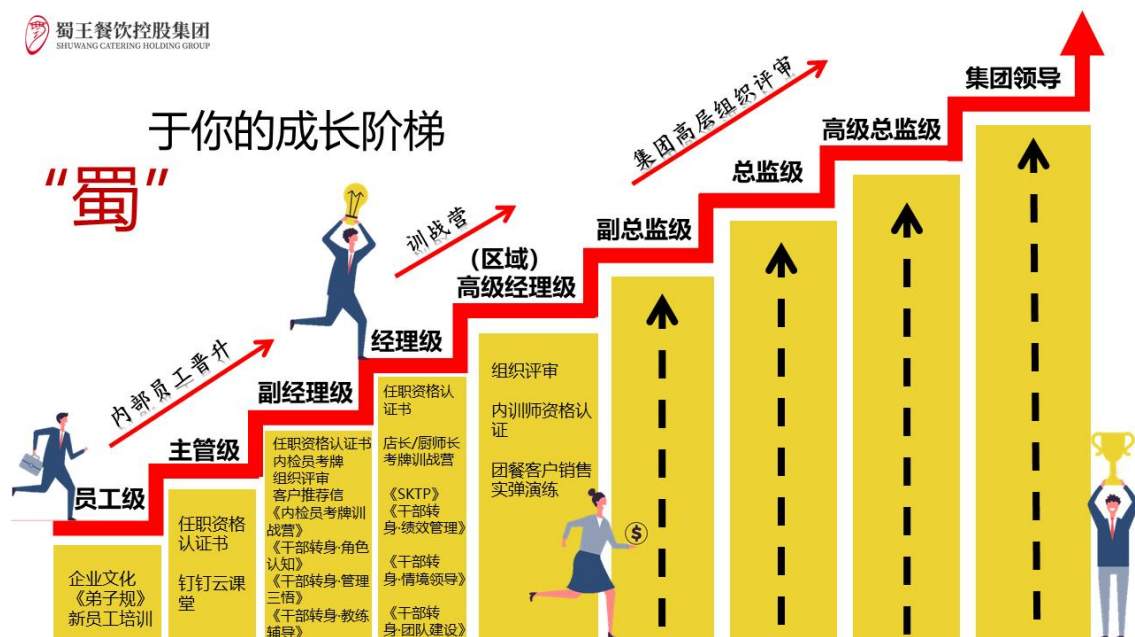 蜀王餐饮控股集团
SHUWANG CATERING HOLDING GROUP
于你的成长阶梯
“蜀”
内部员工晋升
训战营
集团高层组织评审
员工级
企业文化
《弟子规》
新员工培训
主管级
任职资格
认证书
钉钉云课
堂
副经理级
任职资格认证书
内检员考牌
组织评审
客户推荐信
《内检员考牌训
战营》
《干部转身·角色
认知》
《干部转身·管理
三悟》
《干部转身·教练
辅导》
经理级
任职资格认
证书
店长/厨师长
考牌训战营
《SKTP》
《干部转
身·绩效管理》
《干部转
身·情境领导》
《干部转
身·团队建设》
（区域）
高级经理级
组织评审
内训师资格认
证
团餐客户销售
实弹演练
$
副总监级
总监级
高级总监级
集团领导